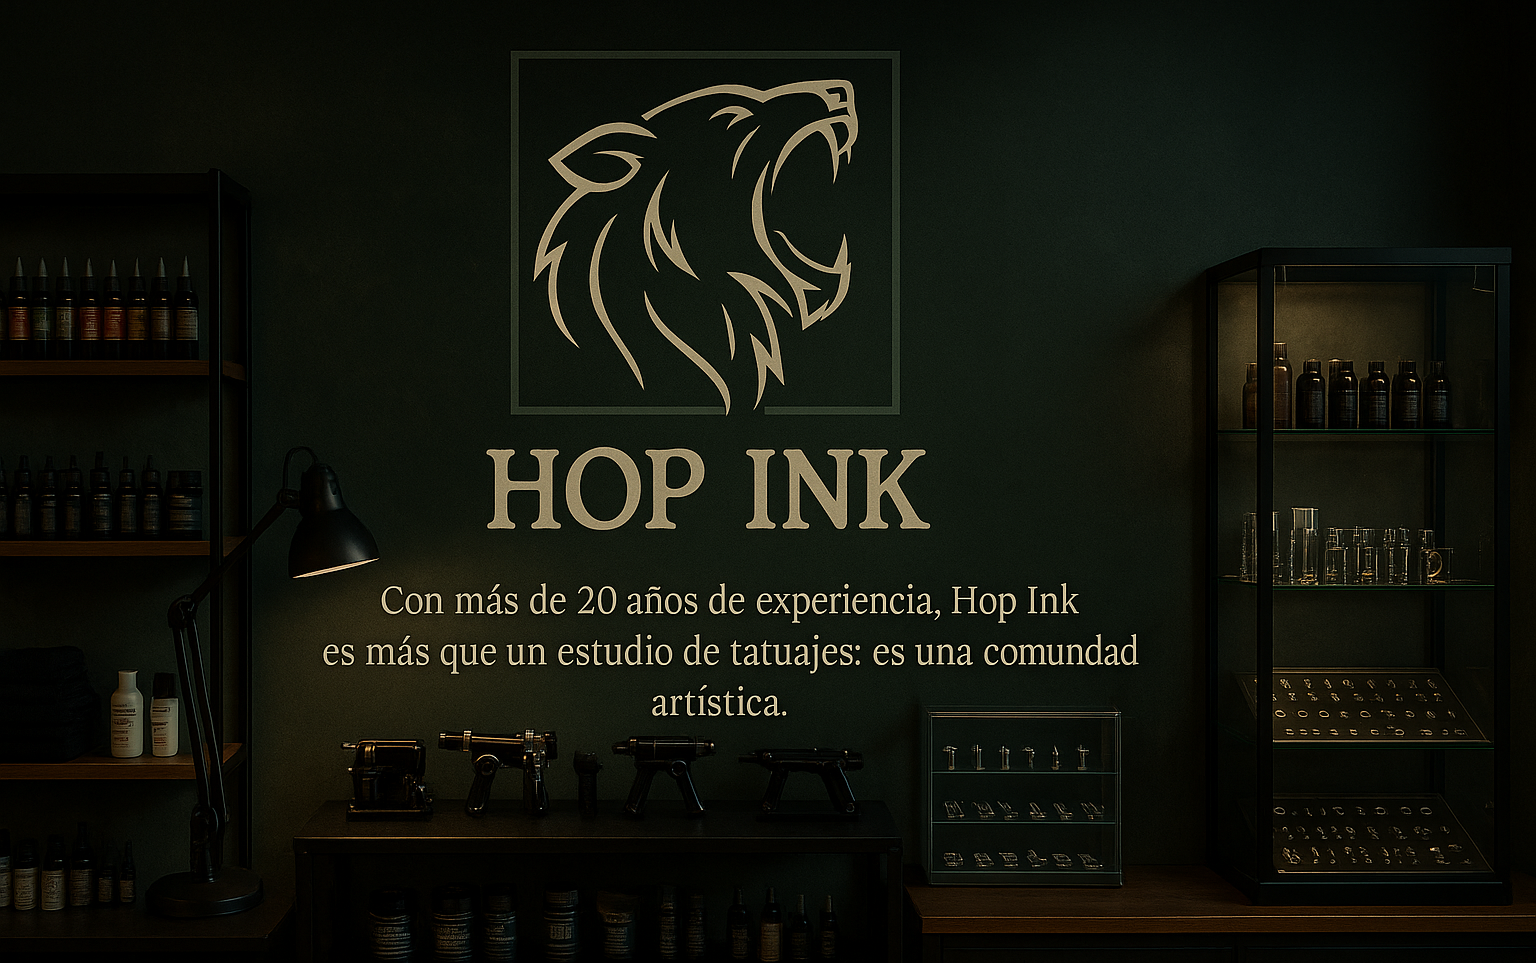 HOP INK
Con más de 20 años de experiencia, Hop Ink
es más que un estudio de tatuajes: es una comundad
artística.